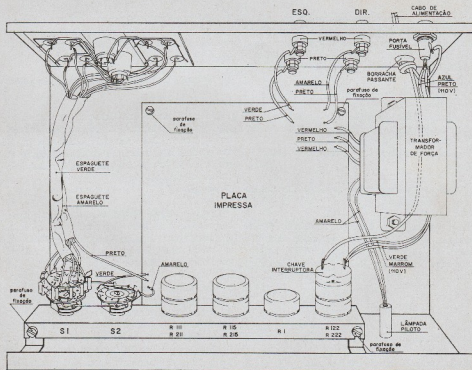 ESQ.
DIR.
CABO DE
ALIMENTAÇÃO
VERMELHO
PRETO
PORTA
FUSÍVEL
BORRACHA
PASSANTE
AZUL
PRETO
(110V)
AMARELO
PRETO
parafuso de
fixação
VERDE
PRETO
parafuso
de
fixação
VERMELHO
PRETO
VERMELHO
TRANSFOR-
MADOR
DE FORÇA
ESPAGUETE
VERDE
PLACA
IMPRESSA
ESPAGUETE
AMARELO
AMARELO
PRETO
VERDE
AMARELO
CHAVE
INTERRUPTORA
VERDE
MARROM
(110V)
parafuso
de
fixação
S1
S2
R 111
R 211
R 115
R 215
R 1
R 122
R 222
LÂMPADA
PILOTO
parafuso
de fixação